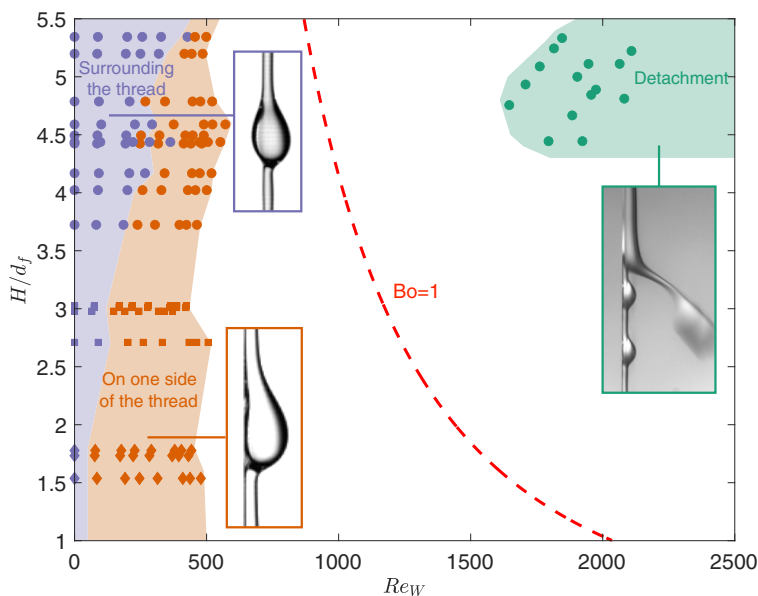 5.5
5
4.5
4
3.5
3
2.5
2
1.5
1
H/d_f
Surrounding
the thread
Detachment
Bo=1
On one side
of the thread
0
500
1000
1500
2000
2500
Re_W